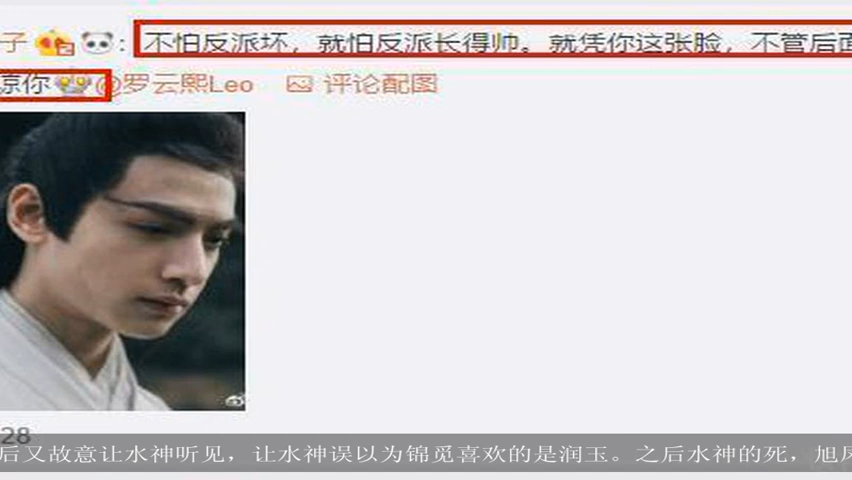 子 : 不怕反派坏，就怕反派长得帅。就凭你这张脸，不管后面
原你 @罗云熙Leo 评论配图
28
后又故意让水神听见，让水神误以为锦觅喜欢的是润玉。之后水神的死，旭凤